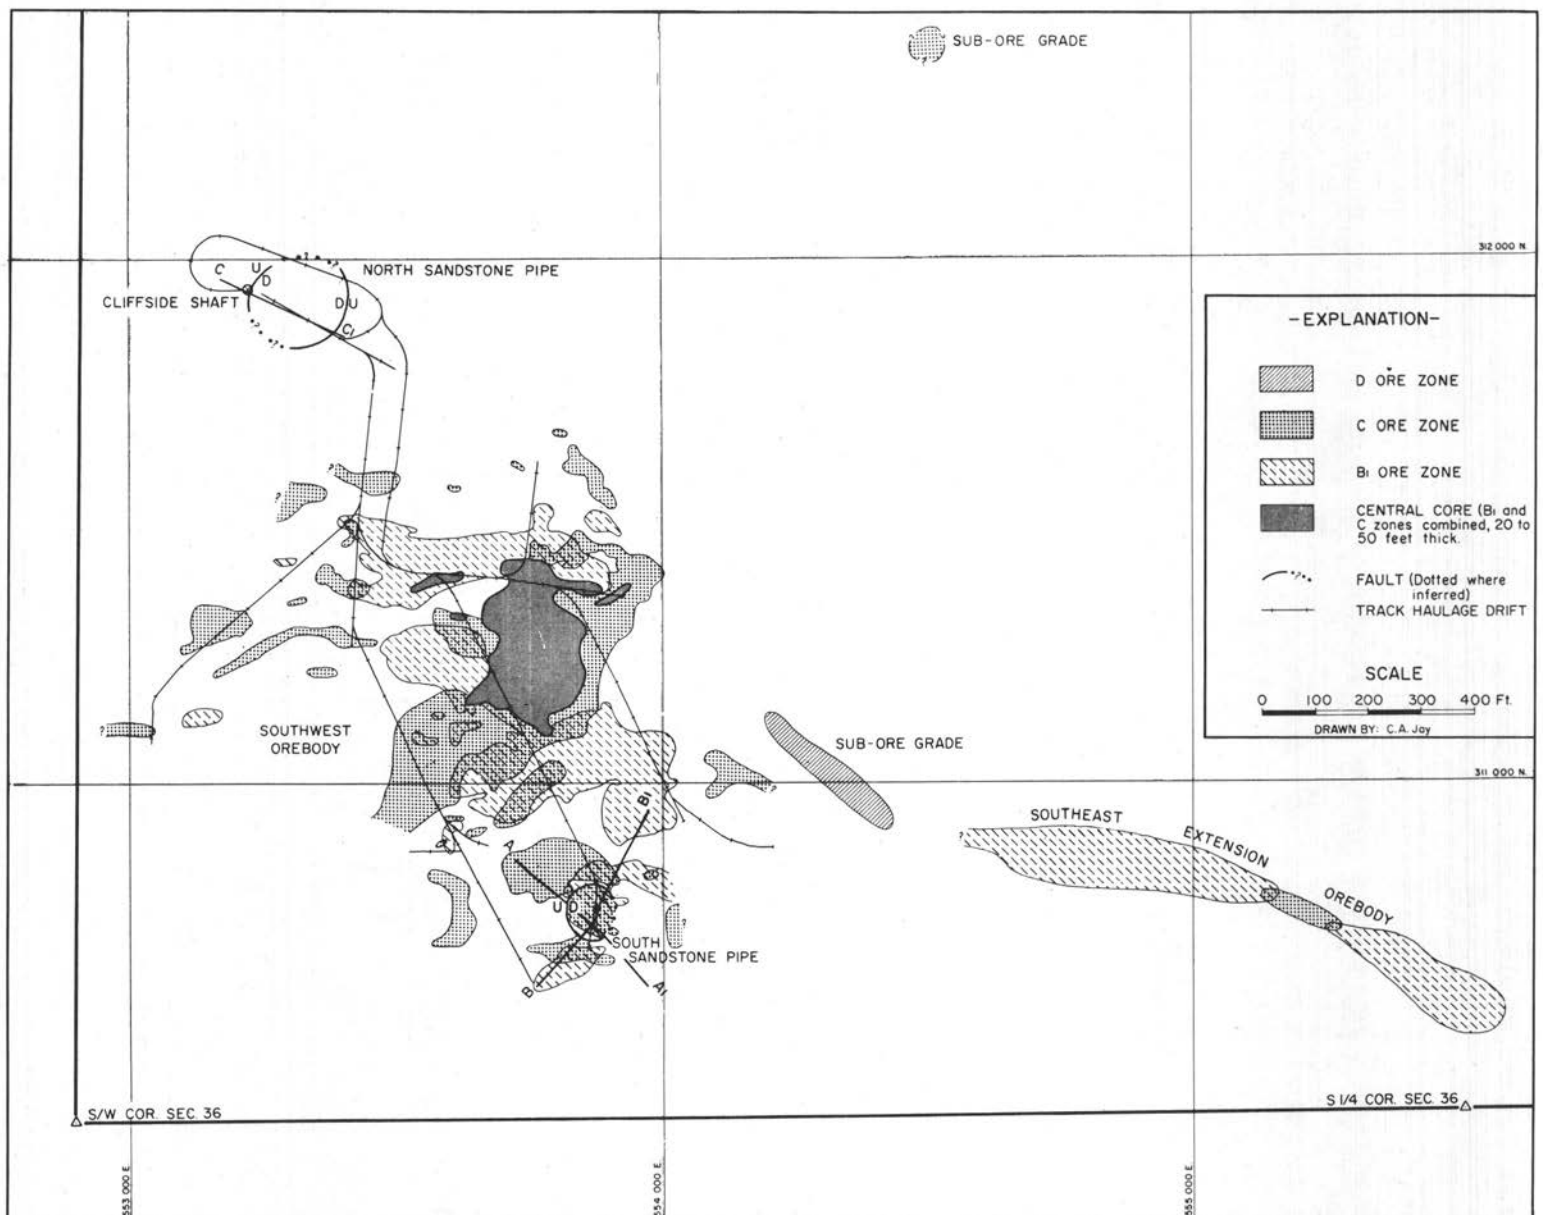 SUB-ORE GRADE
?
312 000 N.
NORTH SANDSTONE PIPE
C
U
D
?
?
CLIFFSIDE SHAFT
D U
C1
?
?
-EXPLANATION-
D ORE ZONE
C ORE ZONE
B1 ORE ZONE
CENTRAL CORE (B1 and
C zones combined, 20 to
50 feet thick.
?
FAULT (Dotted where
inferred)
TRACK HAULAGE DRIFT
SCALE
0 100 200 300 400 Ft.
DRAWN BY: C.A. Jay
?
?
?
SOUTHWEST
OREBODY
SUB-ORE GRADE
311 000 N.
?
B1
SOUTHEAST
EXTENSION
OREBODY
?
A
U D
?
SOUTH
SANDSTONE PIPE
B
A1
S/W COR. SEC. 36
S 1/4 COR. SEC. 36
553 000 E.
554 000 E.
555 000 E.